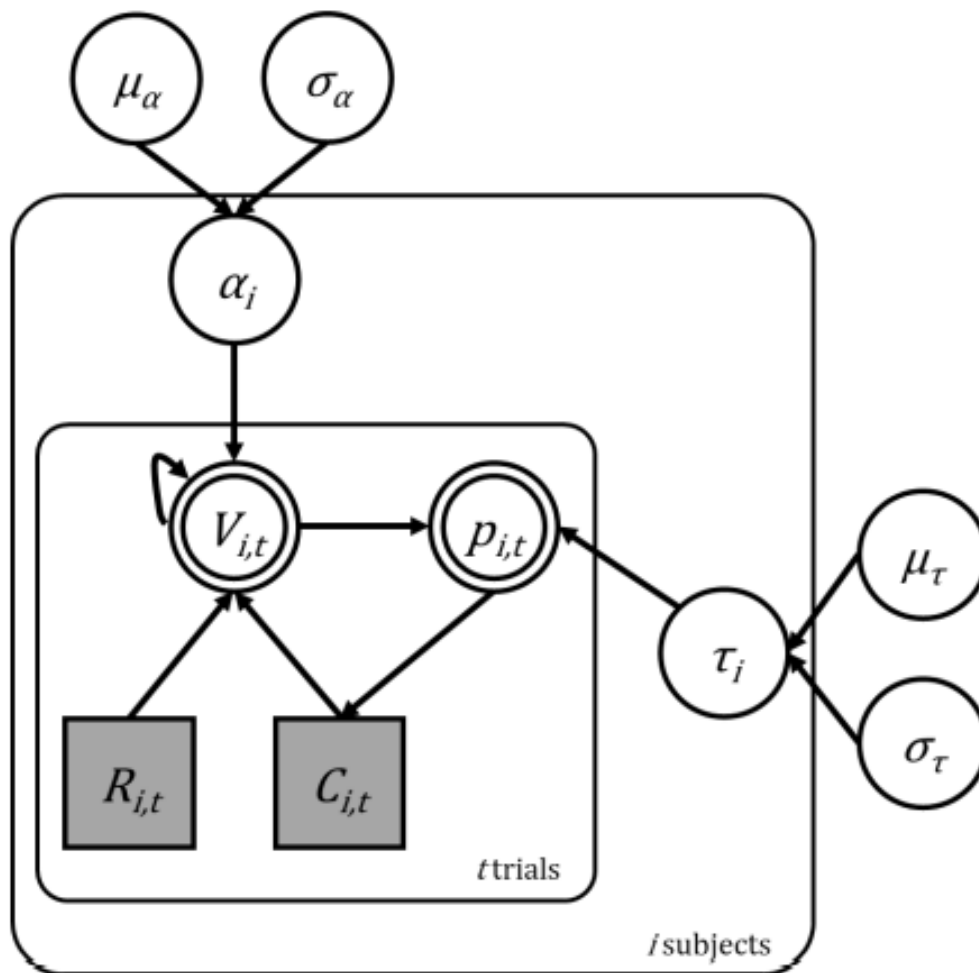 μα
σα
αi
Vi,t
pi,t
μτ
τi
στ
Ri,t
Ci,t
t trials
i subjects